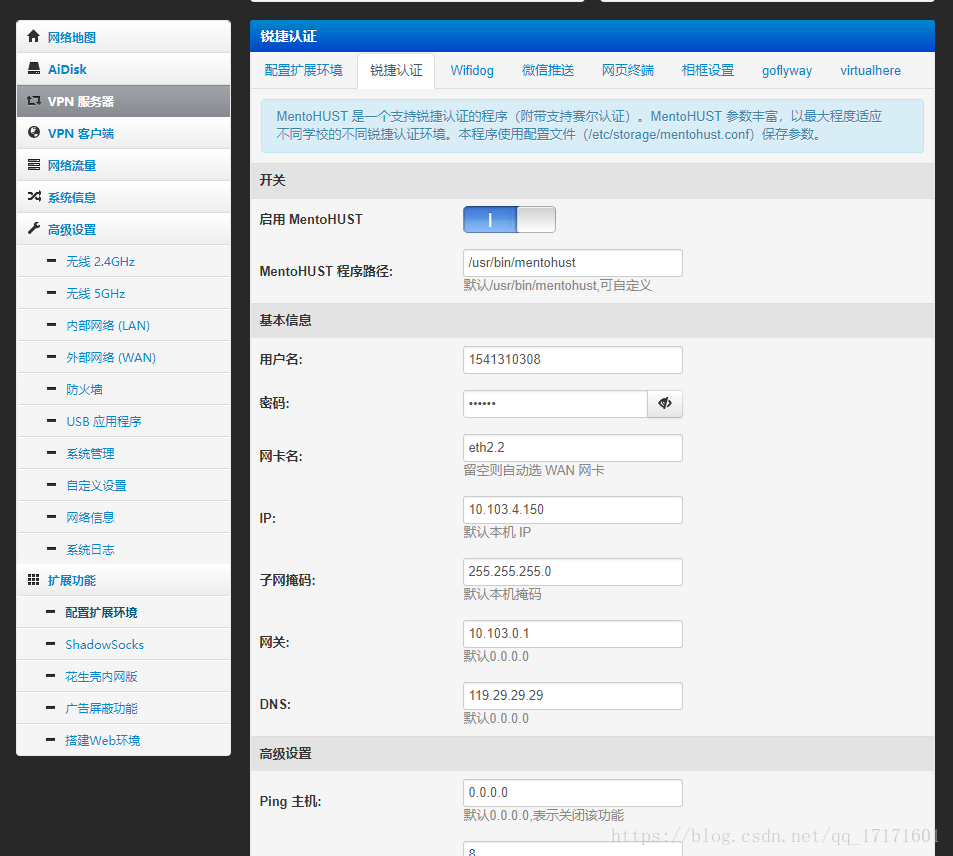 网络地图
AiDisk
VPN 服务器
VPN 客户端
网络流量
系统信息
高级设置
无线 2.4GHz
无线 5GHz
内部网络 (LAN)
外部网络 (WAN)
防火墙
USB 应用程序
系统管理
自定义设置
网络信息
系统日志
扩展功能
配置扩展环境
ShadowSocks
花生壳内网版
广告屏蔽功能
搭建Web环境
锐捷认证
配置扩展环境 锐捷认证 Wifidog 微信推送 网页终端 相框设置 goflyway virtualhere
MentoHUST 是一个支持锐捷认证的程序（附带支持赛尔认证）。MentoHUST 参数丰富，以最大程度适应
不同学校的不同锐捷认证环境。本程序使用配置文件（/etc/storage/mentohust.conf）保存参数。
开关
启用 MentoHUST
MentoHUST 程序路径: /usr/bin/mentohust
默认/usr/bin/mentohust,可自定义
基本信息
用户名: 1541310308
密码: ••••••
网卡名: eth2.2
留空则自动选 WAN 网卡
IP: 10.103.4.150
默认本机 IP
子网掩码: 255.255.255.0
默认本机掩码
网关: 10.103.0.1
默认0.0.0.0
DNS: 119.29.29.29
默认0.0.0.0
高级设置
Ping 主机: 0.0.0.0
默认0.0.0.0,表示关闭该功能
8
https://blog.csdn.net/qq_17171601